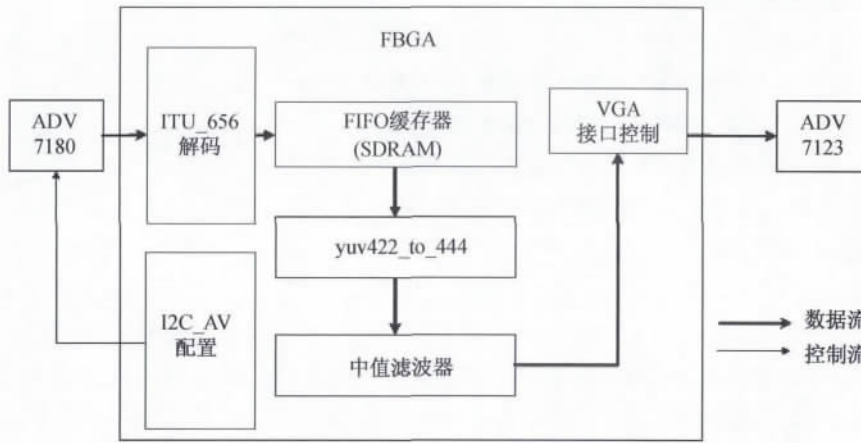 FBGA
ADV
7180
ITU_656
解码
FIFO缓存器
(SDRAM)
VGA
接口控制
ADV
7123
yuv422_to_444
I2C_AV
配置
中值滤波器
数据流
控制流